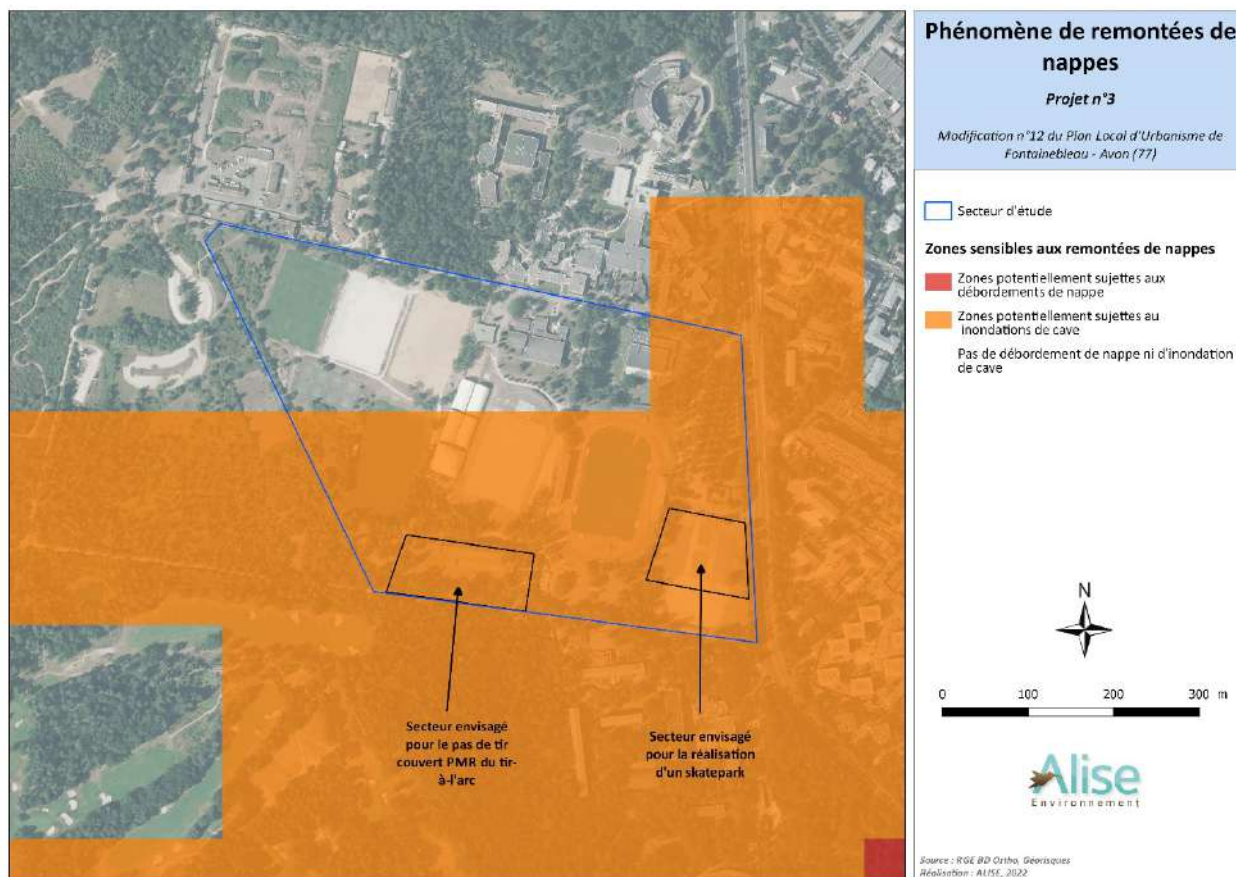 Phénomène de remontées de
nappes
Projet n°3
Modification n°12 du Plan Local d'Urbanisme de
Fontainebleau - Avon (77)
Secteur d'étude
Zones sensibles aux remontées de nappes
Zones potentiellement sujettes aux
débordements de nappe
Zones potentiellement sujettes au
inondations de cave
Pas de débordement de nappe ni d'inondation
de cave
Secteur envisagé
pour le pas de tir
couvert PMR du tir-
à-l'arc
Secteur envisagé
pour la réalisation
d'un skatepark
N
0 100 200 300 m
Alise
Environnement
Source : RGE BD Ortho, Géorisques
Réalisation : ALISE, 2022